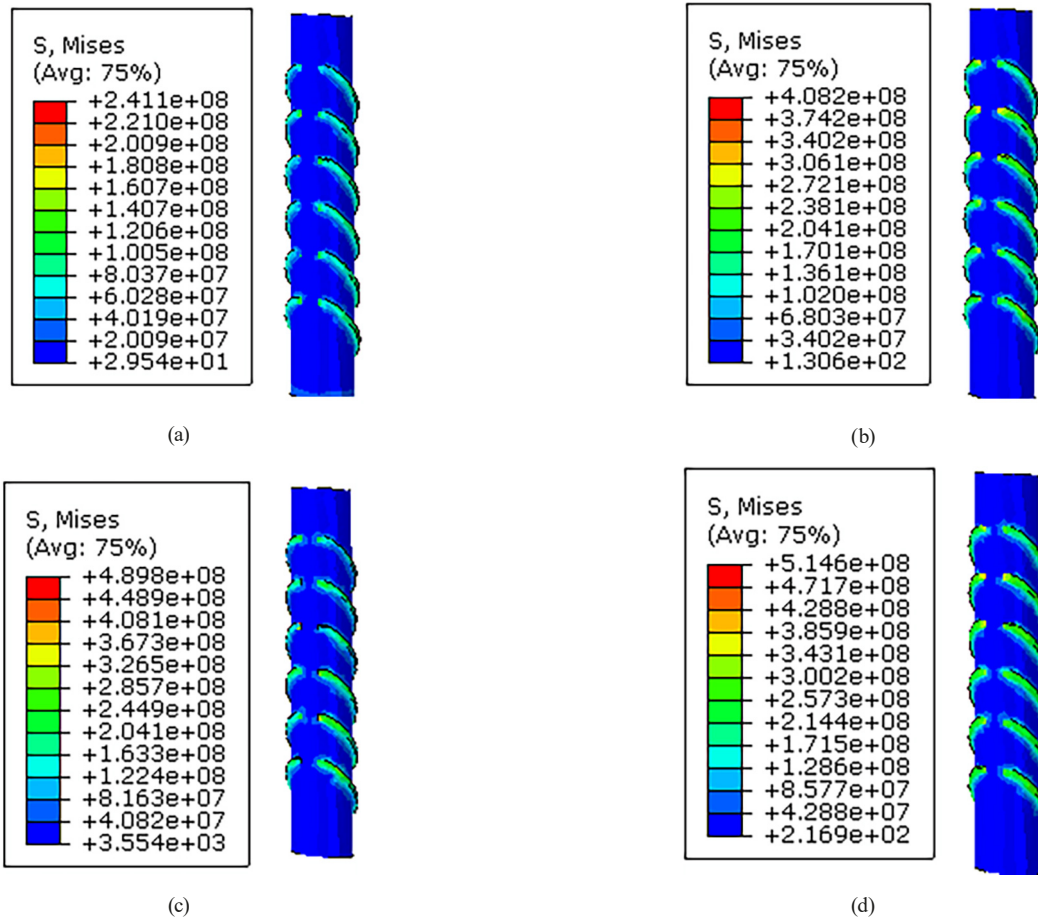 S, Mises
(Avg: 75%)
+2.411e+08
+2.210e+08
+2.009e+08
+1.808e+08
+1.607e+08
+1.407e+08
+1.206e+08
+1.005e+08
+8.037e+07
+6.028e+07
+4.019e+07
+2.009e+07
+2.954e+01
(a)
S, Mises
(Avg: 75%)
+4.082e+08
+3.742e+08
+3.402e+08
+3.061e+08
+2.721e+08
+2.381e+08
+2.041e+08
+1.701e+08
+1.361e+08
+1.020e+08
+6.803e+07
+3.402e+07
+1.306e+02
(b)
S, Mises
(Avg: 75%)
+4.898e+08
+4.489e+08
+4.081e+08
+3.673e+08
+3.265e+08
+2.857e+08
+2.449e+08
+2.041e+08
+1.633e+08
+1.224e+08
+8.163e+07
+4.082e+07
+3.554e+03
(c)
S, Mises
(Avg: 75%)
+5.146e+08
+4.717e+08
+4.288e+08
+3.859e+08
+3.431e+08
+3.002e+08
+2.573e+08
+2.144e+08
+1.715e+08
+1.286e+08
+8.577e+07
+4.288e+07
+2.169e+02
(d)